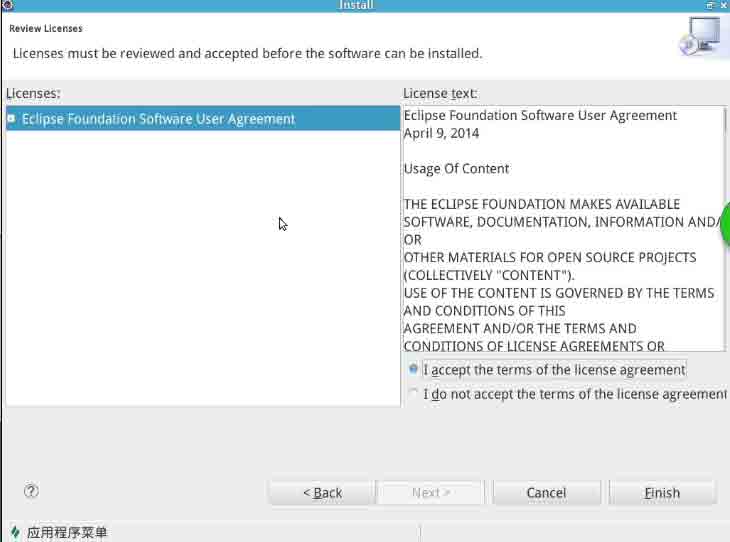 Install
Review Licenses
Licenses must be reviewed and accepted before the software can be installed.
Licenses:
Eclipse Foundation Software User Agreement
License text:
Eclipse Foundation Software User Agreement
April 9, 2014
Usage Of Content
THE ECLIPSE FOUNDATION MAKES AVAILABLE
SOFTWARE, DOCUMENTATION, INFORMATION AND/
OR
OTHER MATERIALS FOR OPEN SOURCE PROJECTS
(COLLECTIVELY "CONTENT").
USE OF THE CONTENT IS GOVERNED BY THE TERMS
AND CONDITIONS OF THIS
AGREEMENT AND/OR THE TERMS AND
CONDITIONS OF LICENSE AGREEMENTS OR
I accept the terms of the license agreement
I do not accept the terms of the license agreement
?
< Back
Next >
Cancel
Finish
应用程序菜单